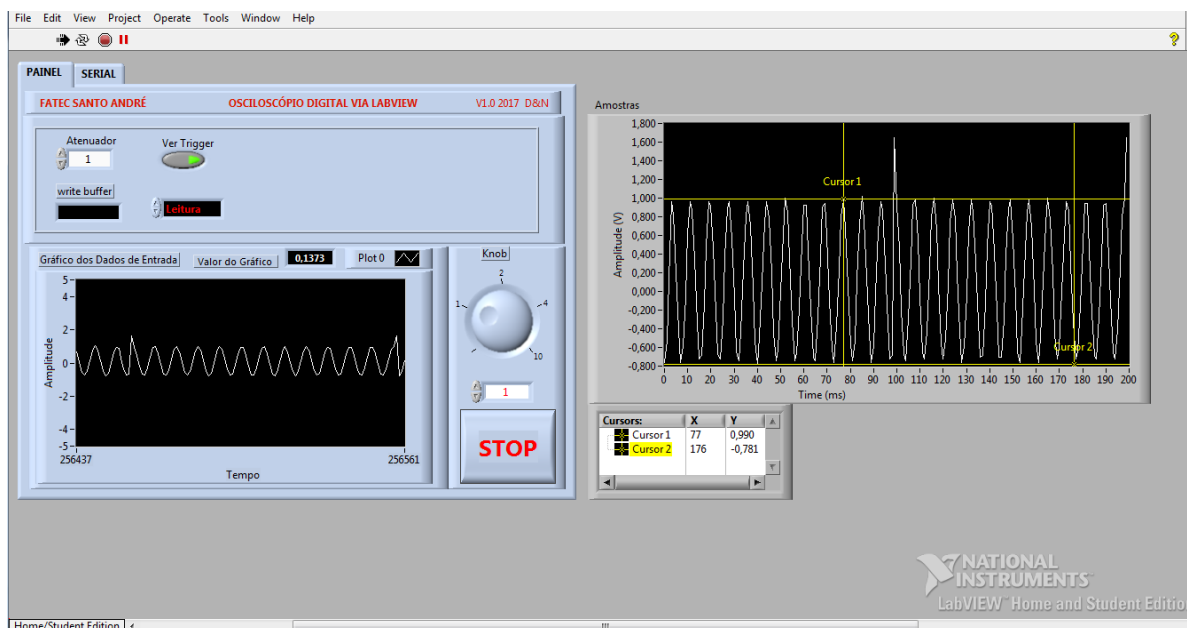 File Edit View Project Operate Tools Window Help
PAINEL SERIAL
FATEC SANTO ANDRÉ OSCILOSCÓPIO DIGITAL VIA LABVIEW V1.0 2017 D&N
Atenuador Ver Trigger
1
write buffer
Leitura
Gráfico dos Dados de Entrada Valor do Gráfico 0,1373 Plot 0
5
4
2
0
-2
-4
-5
Amplitude
256437 256561
Tempo
Knob
1 2 4 10
1
STOP
Amostras
1,800
1,600
1,400
1,200
1,000
0,800
0,600
0,400
0,200
0,000
-0,200
-0,400
-0,600
-0,800
Amplitude (V)
Cursor 1
Cursor 2
0 10 20 30 40 50 60 70 80 90 100 110 120 130 140 150 160 170 180 190 200
Time (ms)
Cursors: X Y
Cursor 1 77 0,990
Cursor 2 176 -0,781
NATIONAL
INSTRUMENTS
LabVIEW™ Home and Student Editio
Home/Student Edition